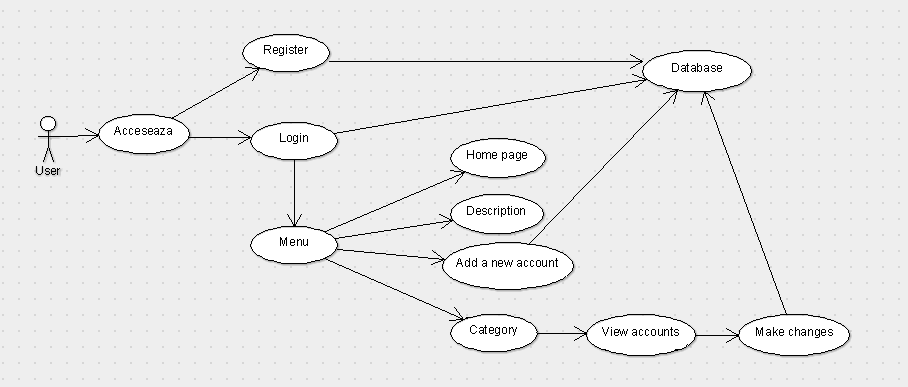 Register
Database
Acceseaza
Login
User
Home page
Description
Menu
Add a new account
Category
View accounts
Make changes